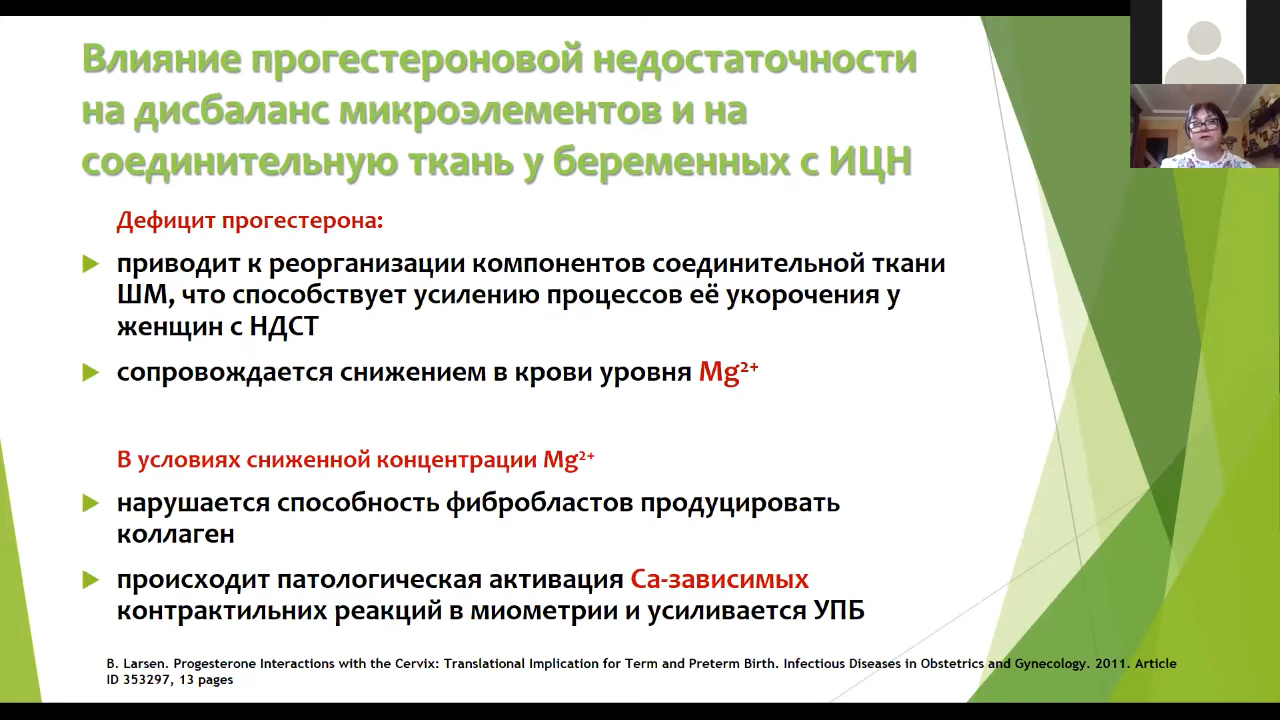 Влияние прогестероновой недостаточности
на дисбаланс микроэлементов и на
соединительную ткань у беременных с ИЦН
Дефицит прогестерона:
приводит к реорганизации компонентов соединительной ткани
ШМ, что способствует усилению процессов её укорочения у
женщин с НДСТ
сопровождается снижением в крови уровня Mg²⁺
В условиях сниженной концентрации Mg²⁺
нарушается способность фибробластов продуцировать
коллаген
происходит патологическая активация Са-зависимых
контрактильних реакций в миометрии и усиливается УПБ
B. Larsen. Progesterone Interactions with the Cervix: Translational Implication for Term and Preterm Birth. Infectious Diseases in Obstetrics and Gynecology. 2011. Article
ID 353297, 13 pages